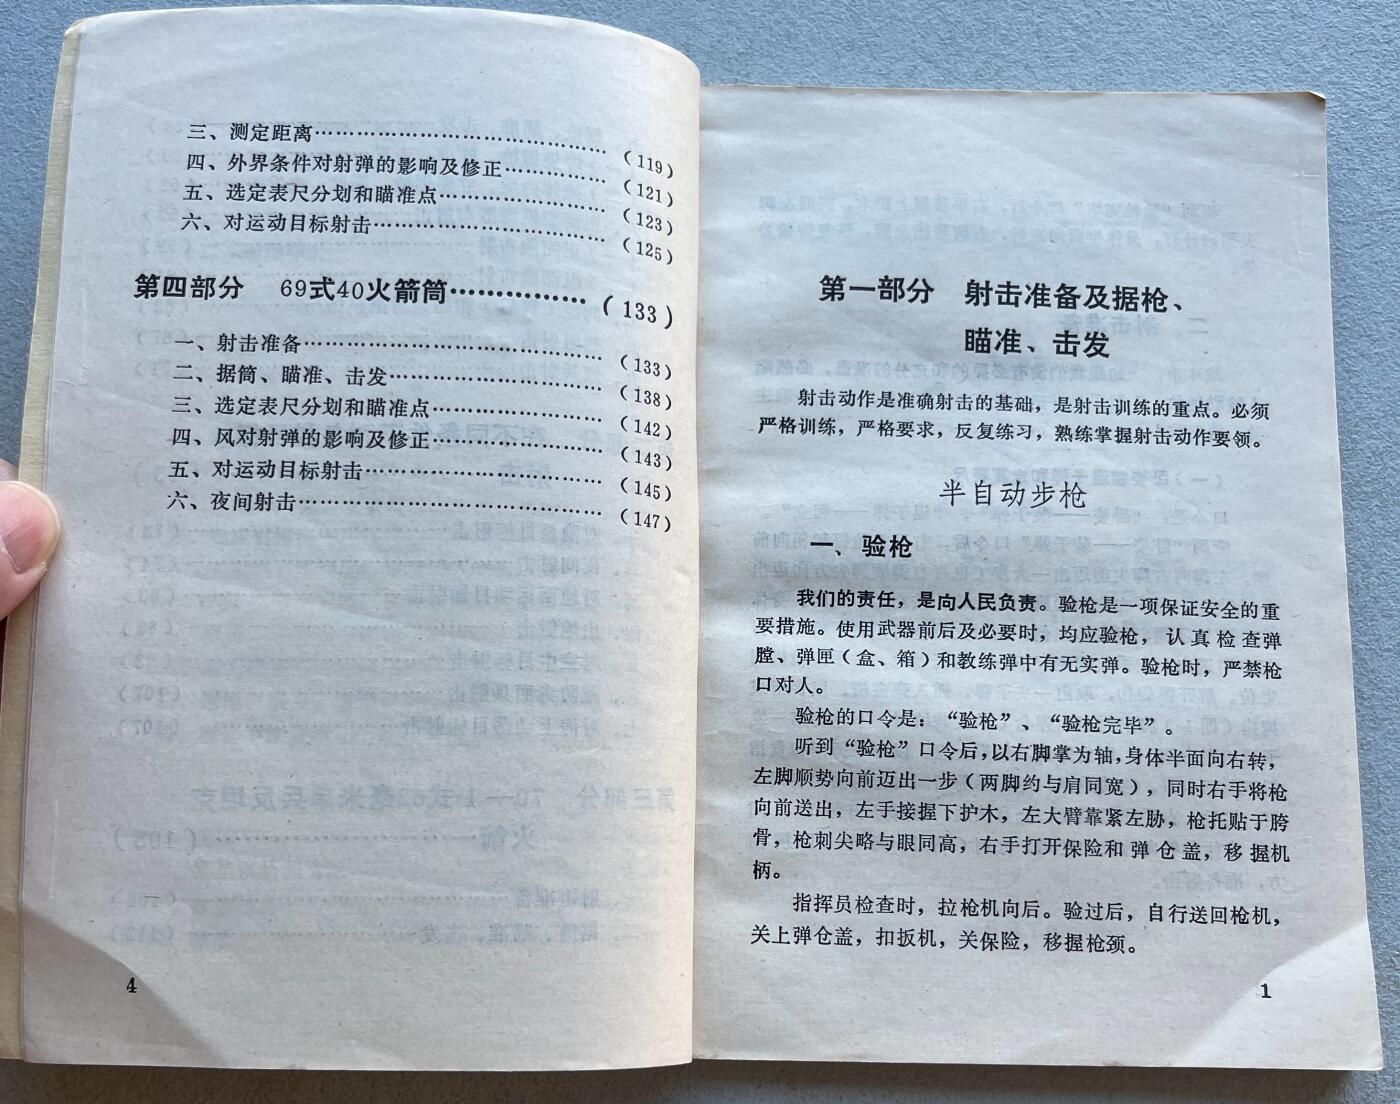 三、测定距离……………………………………（119）
四、外界条件对射弹的影响及修正……………（121）
五、选定表尺分划和瞄准点……………………（123）
六、对运动目标射击……………………………（125）
第四部分　69式40火箭筒……………（133）
一、射击准备……………………………………（133）
二、据筒、瞄准、击发…………………………（138）
三、选定表尺分划和瞄准点……………………（142）
四、风对射弹的影响及修正……………………（143）
五、对运动目标射击……………………………（145）
六、夜间射击……………………………………（147）
4
第一部分　射击准备及据枪、
瞄准、击发
射击动作是准确射击的基础，是射击训练的重点。必须
严格训练，严格要求，反复练习，熟练掌握射击动作要领。
半自动步枪
一、验枪
我们的责任，是向人民负责。验枪是一项保证安全的重
要措施。使用武器前后及必要时，均应验枪，认真检查弹
膛、弹匣（盒、箱）和教练弹中有无实弹。验枪时，严禁枪
口对人。
验枪的口令是：“验枪”、“验枪完毕”。
听到“验枪”口令后，以右脚掌为轴，身体半面向右转，
左脚顺势向前迈出一步（两脚约与肩同宽），同时右手将枪
向前送出，左手接握下护木，左大臂靠紧左胁，枪托贴于胯
骨，枪刺尖略与眼同高，右手打开保险和弹仓盖，移握机
柄。
指挥员检查时，拉枪机向后。验过后，自行送回枪机，
关上弹仓盖，扣扳机，关保险，移握枪颈。
1